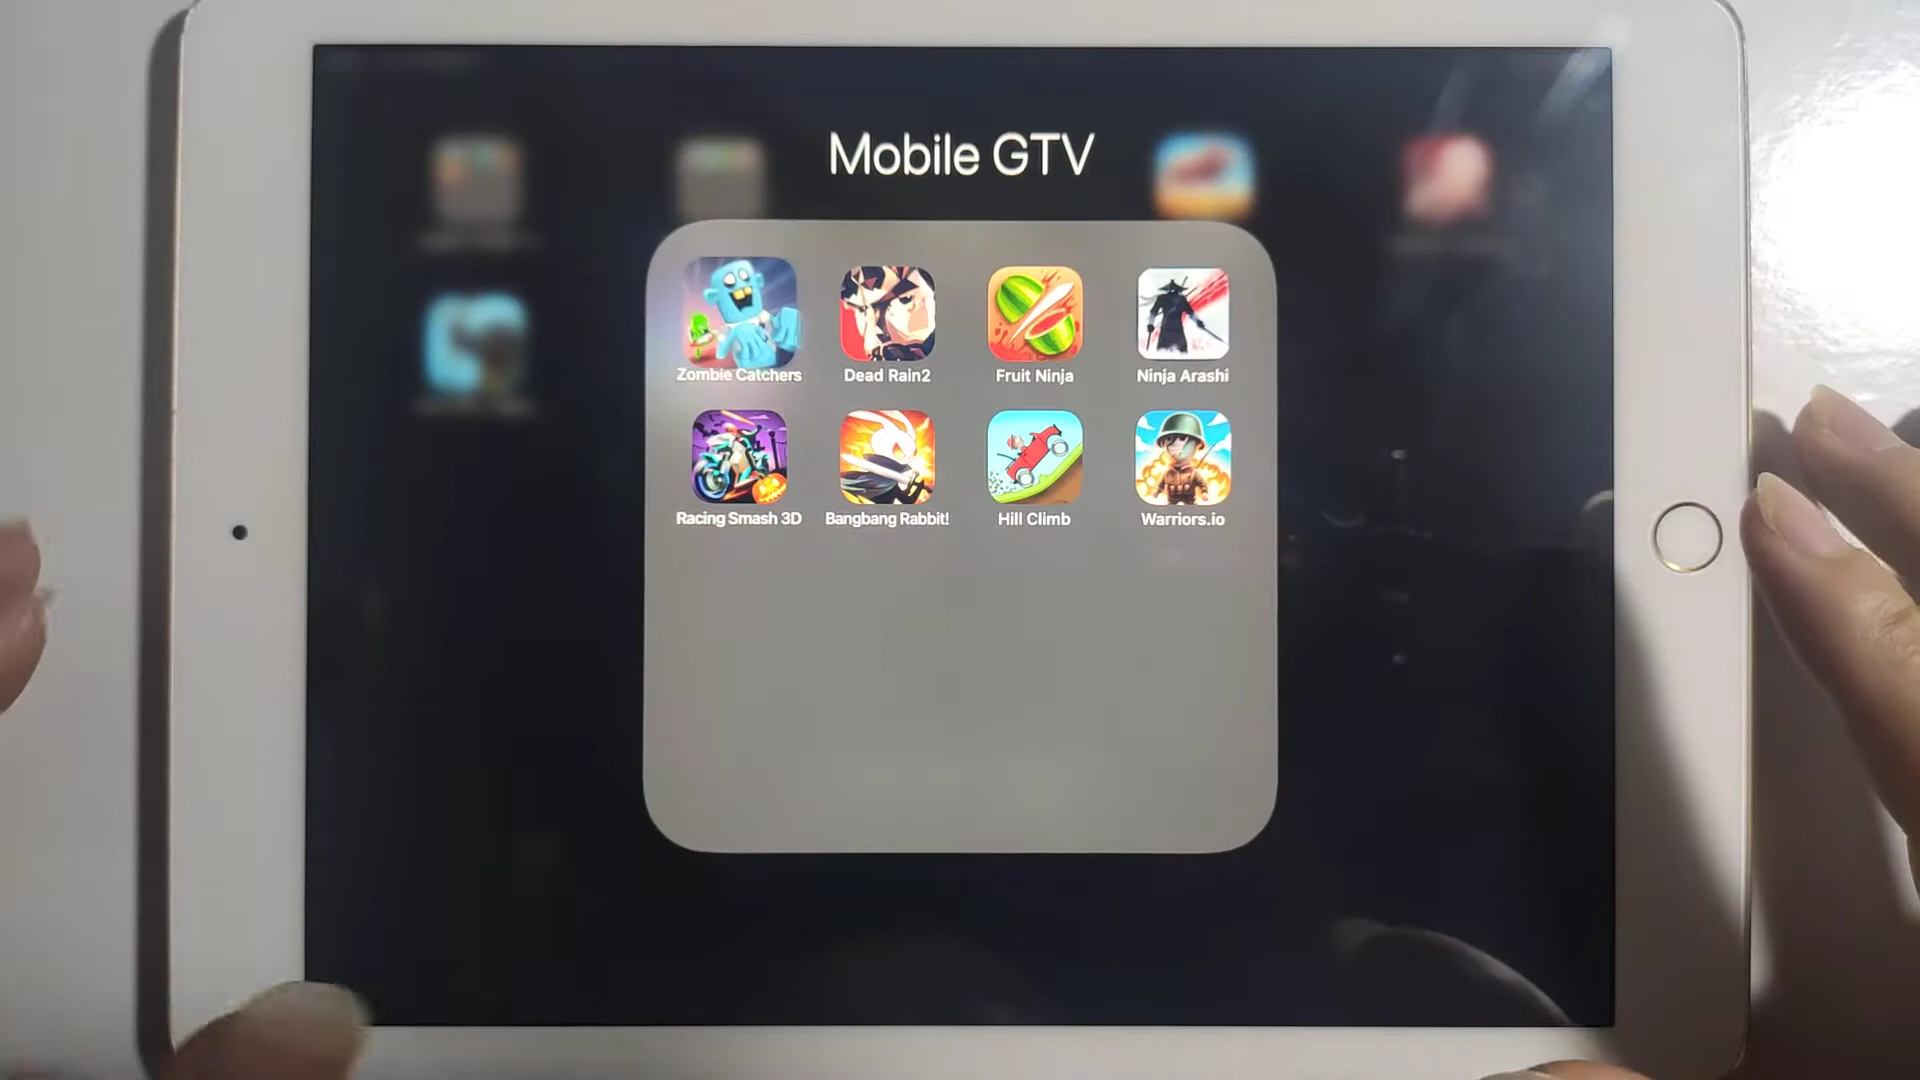 Mobile GTV
Zombie Catchers
Dead Rain2
Fruit Ninja
Ninja Arashi
Racing Smash 3D
Bangbang Rabbit!
Hill Climb
Warriors.io